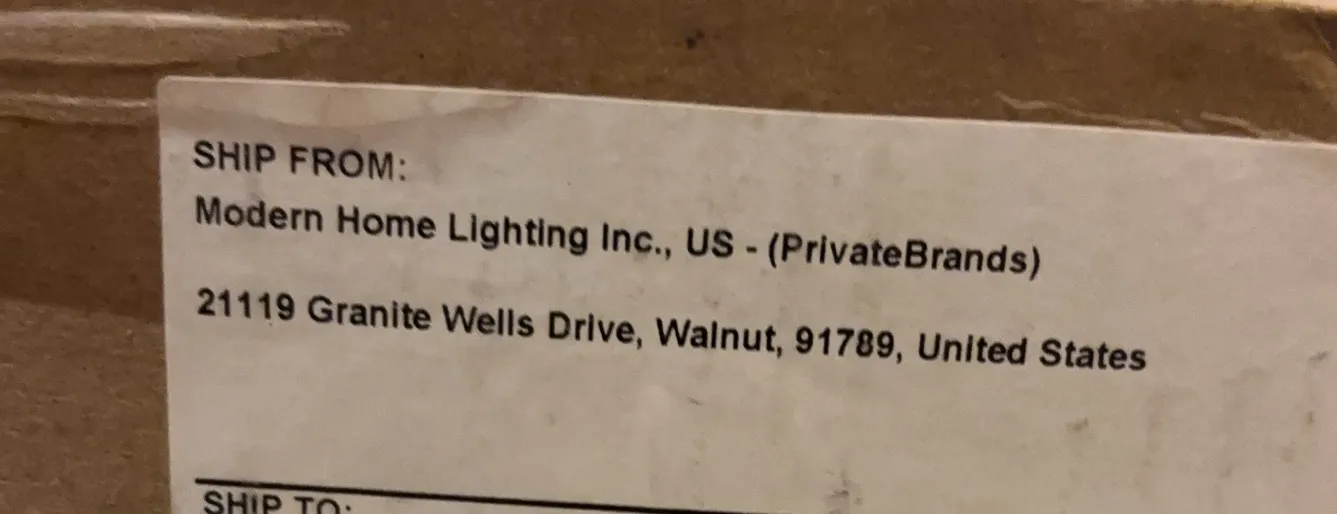 SHIP FROM:
Modern Home Lighting Inc., US - (PrivateBrands)
21119 Granite Wells Drive, Walnut, 91789, United States
SHIP TO: